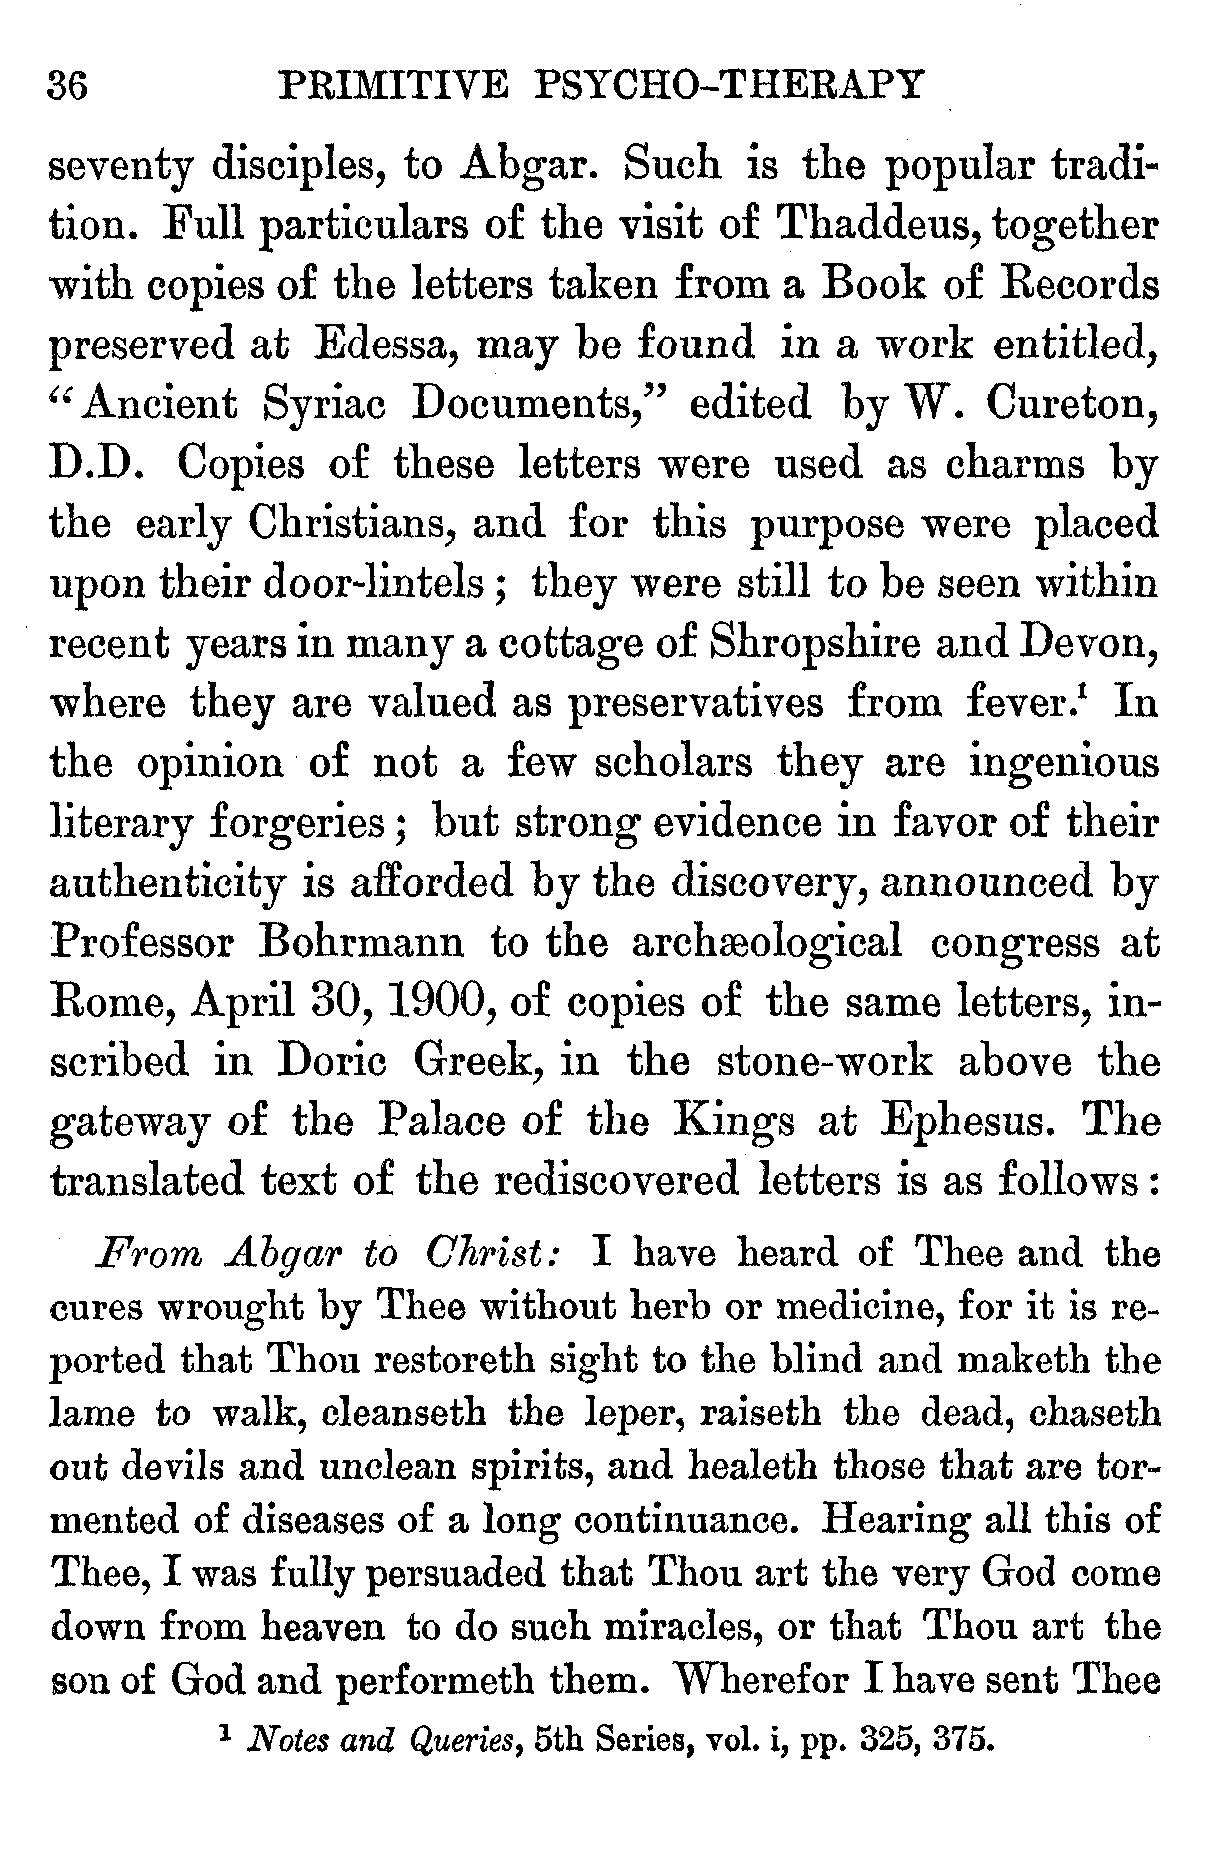 36 PRIMITIVE PSYCHO-THERAPY
seventy disciples, to Abgar. Such is the popular tradi-
tion. Full particulars of the visit of Thaddeus, together
with copies of the letters taken from a Book of Records
preserved at Edessa, may be found in a work entitled,
“Ancient Syriac Documents,” edited by W. Cureton,
D.D. Copies of these letters were used as charms by
the early Christians, and for this purpose were placed
upon their door-lintels; they were still to be seen within
recent years in many a cottage of Shropshire and Devon,
where they are valued as preservatives from fever.¹ In
the opinion of not a few scholars they are ingenious
literary forgeries; but strong evidence in favor of their
authenticity is afforded by the discovery, announced by
Professor Bohrmann to the archæological congress at
Rome, April 30, 1900, of copies of the same letters, in-
scribed in Doric Greek, in the stone-work above the
gateway of the Palace of the Kings at Ephesus. The
translated text of the rediscovered letters is as follows:
From Abgar to Christ: I have heard of Thee and the
cures wrought by Thee without herb or medicine, for it is re-
ported that Thou restoreth sight to the blind and maketh the
lame to walk, cleanseth the leper, raiseth the dead, chaseth
out devils and unclean spirits, and healeth those that are tor-
mented of diseases of a long continuance. Hearing all this of
Thee, I was fully persuaded that Thou art the very God come
down from heaven to do such miracles, or that Thou art the
son of God and performeth them. Wherefor I have sent Thee
¹ Notes and Queries, 5th Series, vol. i, pp. 325, 375.